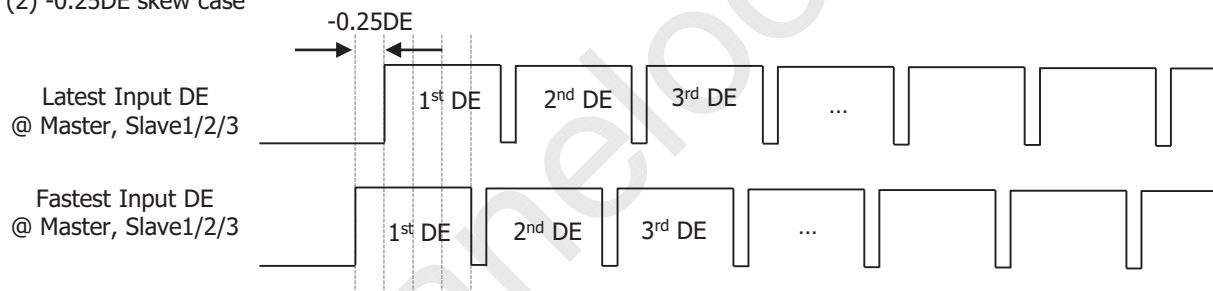 (2) -0.25DE skew case
-0.25DE
Latest Input DE
@ Master, Slave1/2/3
1st DE
2nd DE
3rd DE
...
Fastest Input DE
@ Master, Slave1/2/3
1st DE
2nd DE
3rd DE
...